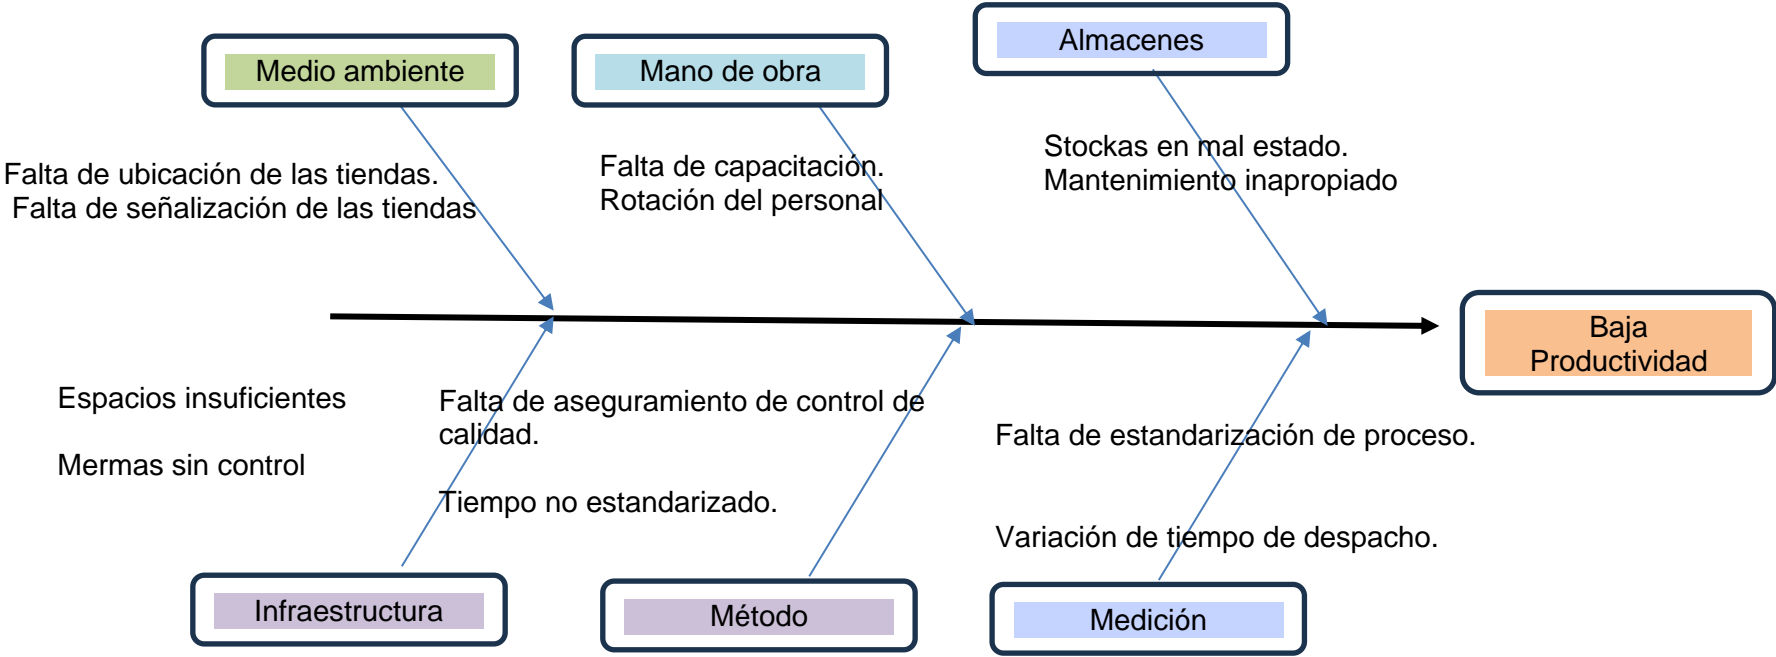 Medio ambiente
Mano de obra
Almacenes
Falta de ubicación de las tiendas.
Falta de señalización de las tiendas
Falta de capacitación.
Rotación del personal
Stockas en mal estado.
Mantenimiento inapropiado
Baja
Productividad
Espacios insuficientes
Mermas sin control
Falta de aseguramiento de control de
calidad.
Tiempo no estandarizado.
Falta de estandarización de proceso.
Variación de tiempo de despacho.
Infraestructura
Método
Medición